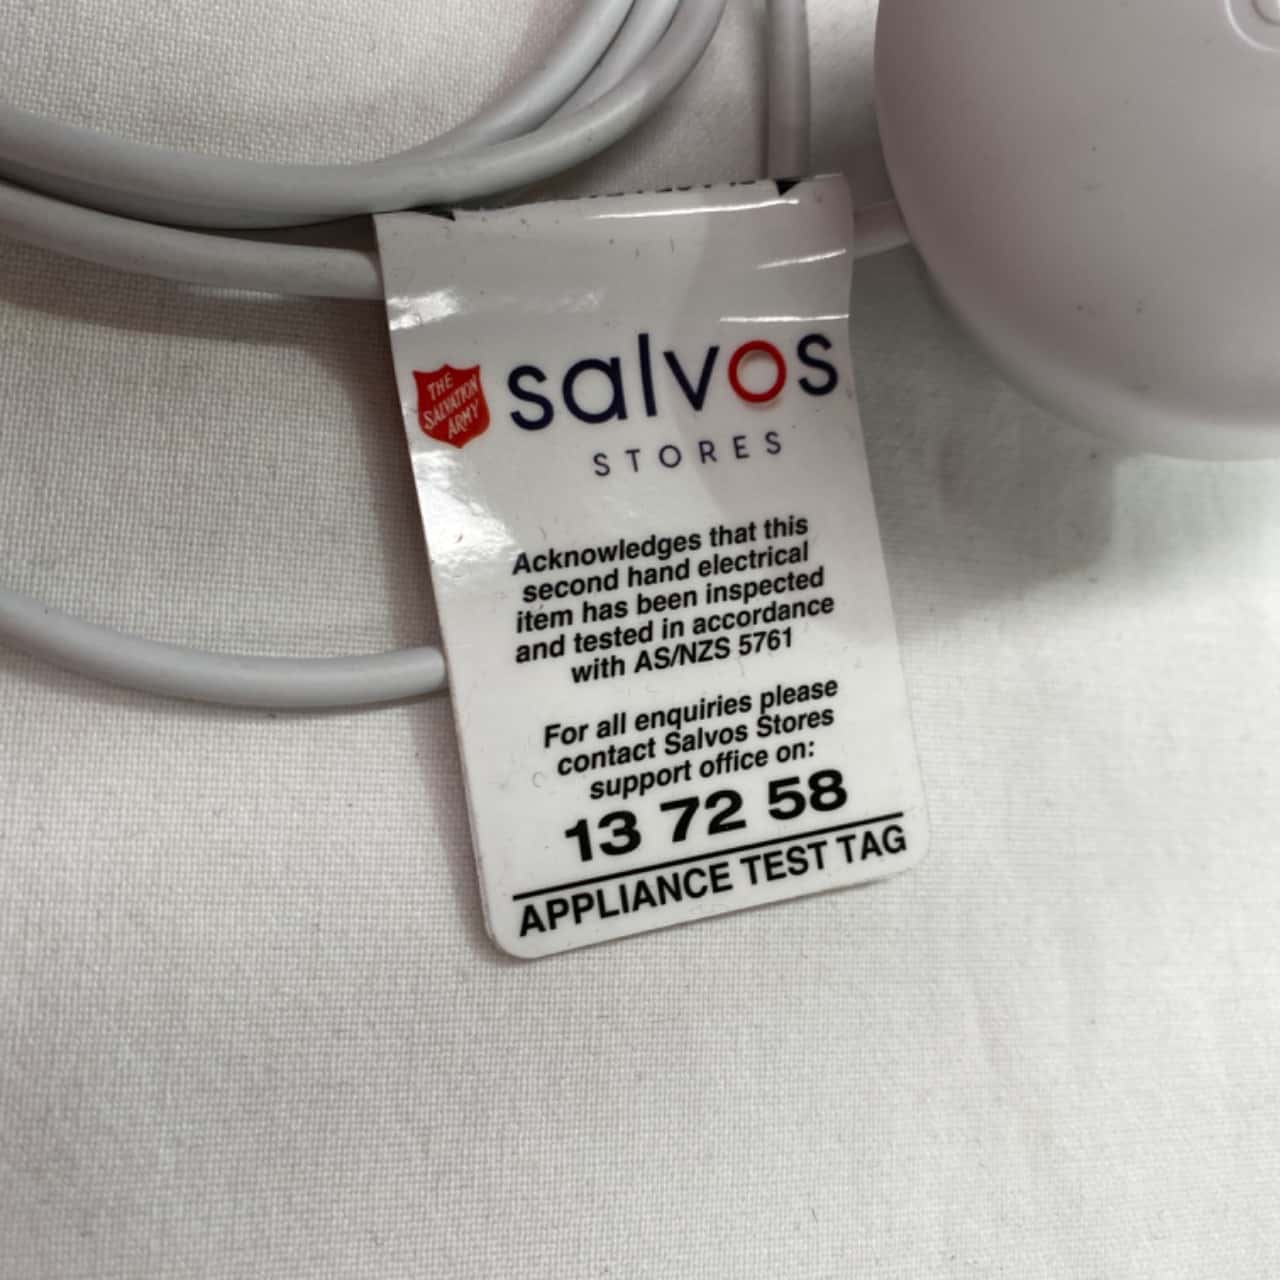 THE
SALVATION
ARMY
salvos
STORES
Acknowledges that this
second hand electrical
item has been inspected
and tested in accordance
with AS/NZS 5761
For all enquiries please
contact Salvos Stores
support office on:
13 72 58
APPLIANCE TEST TAG